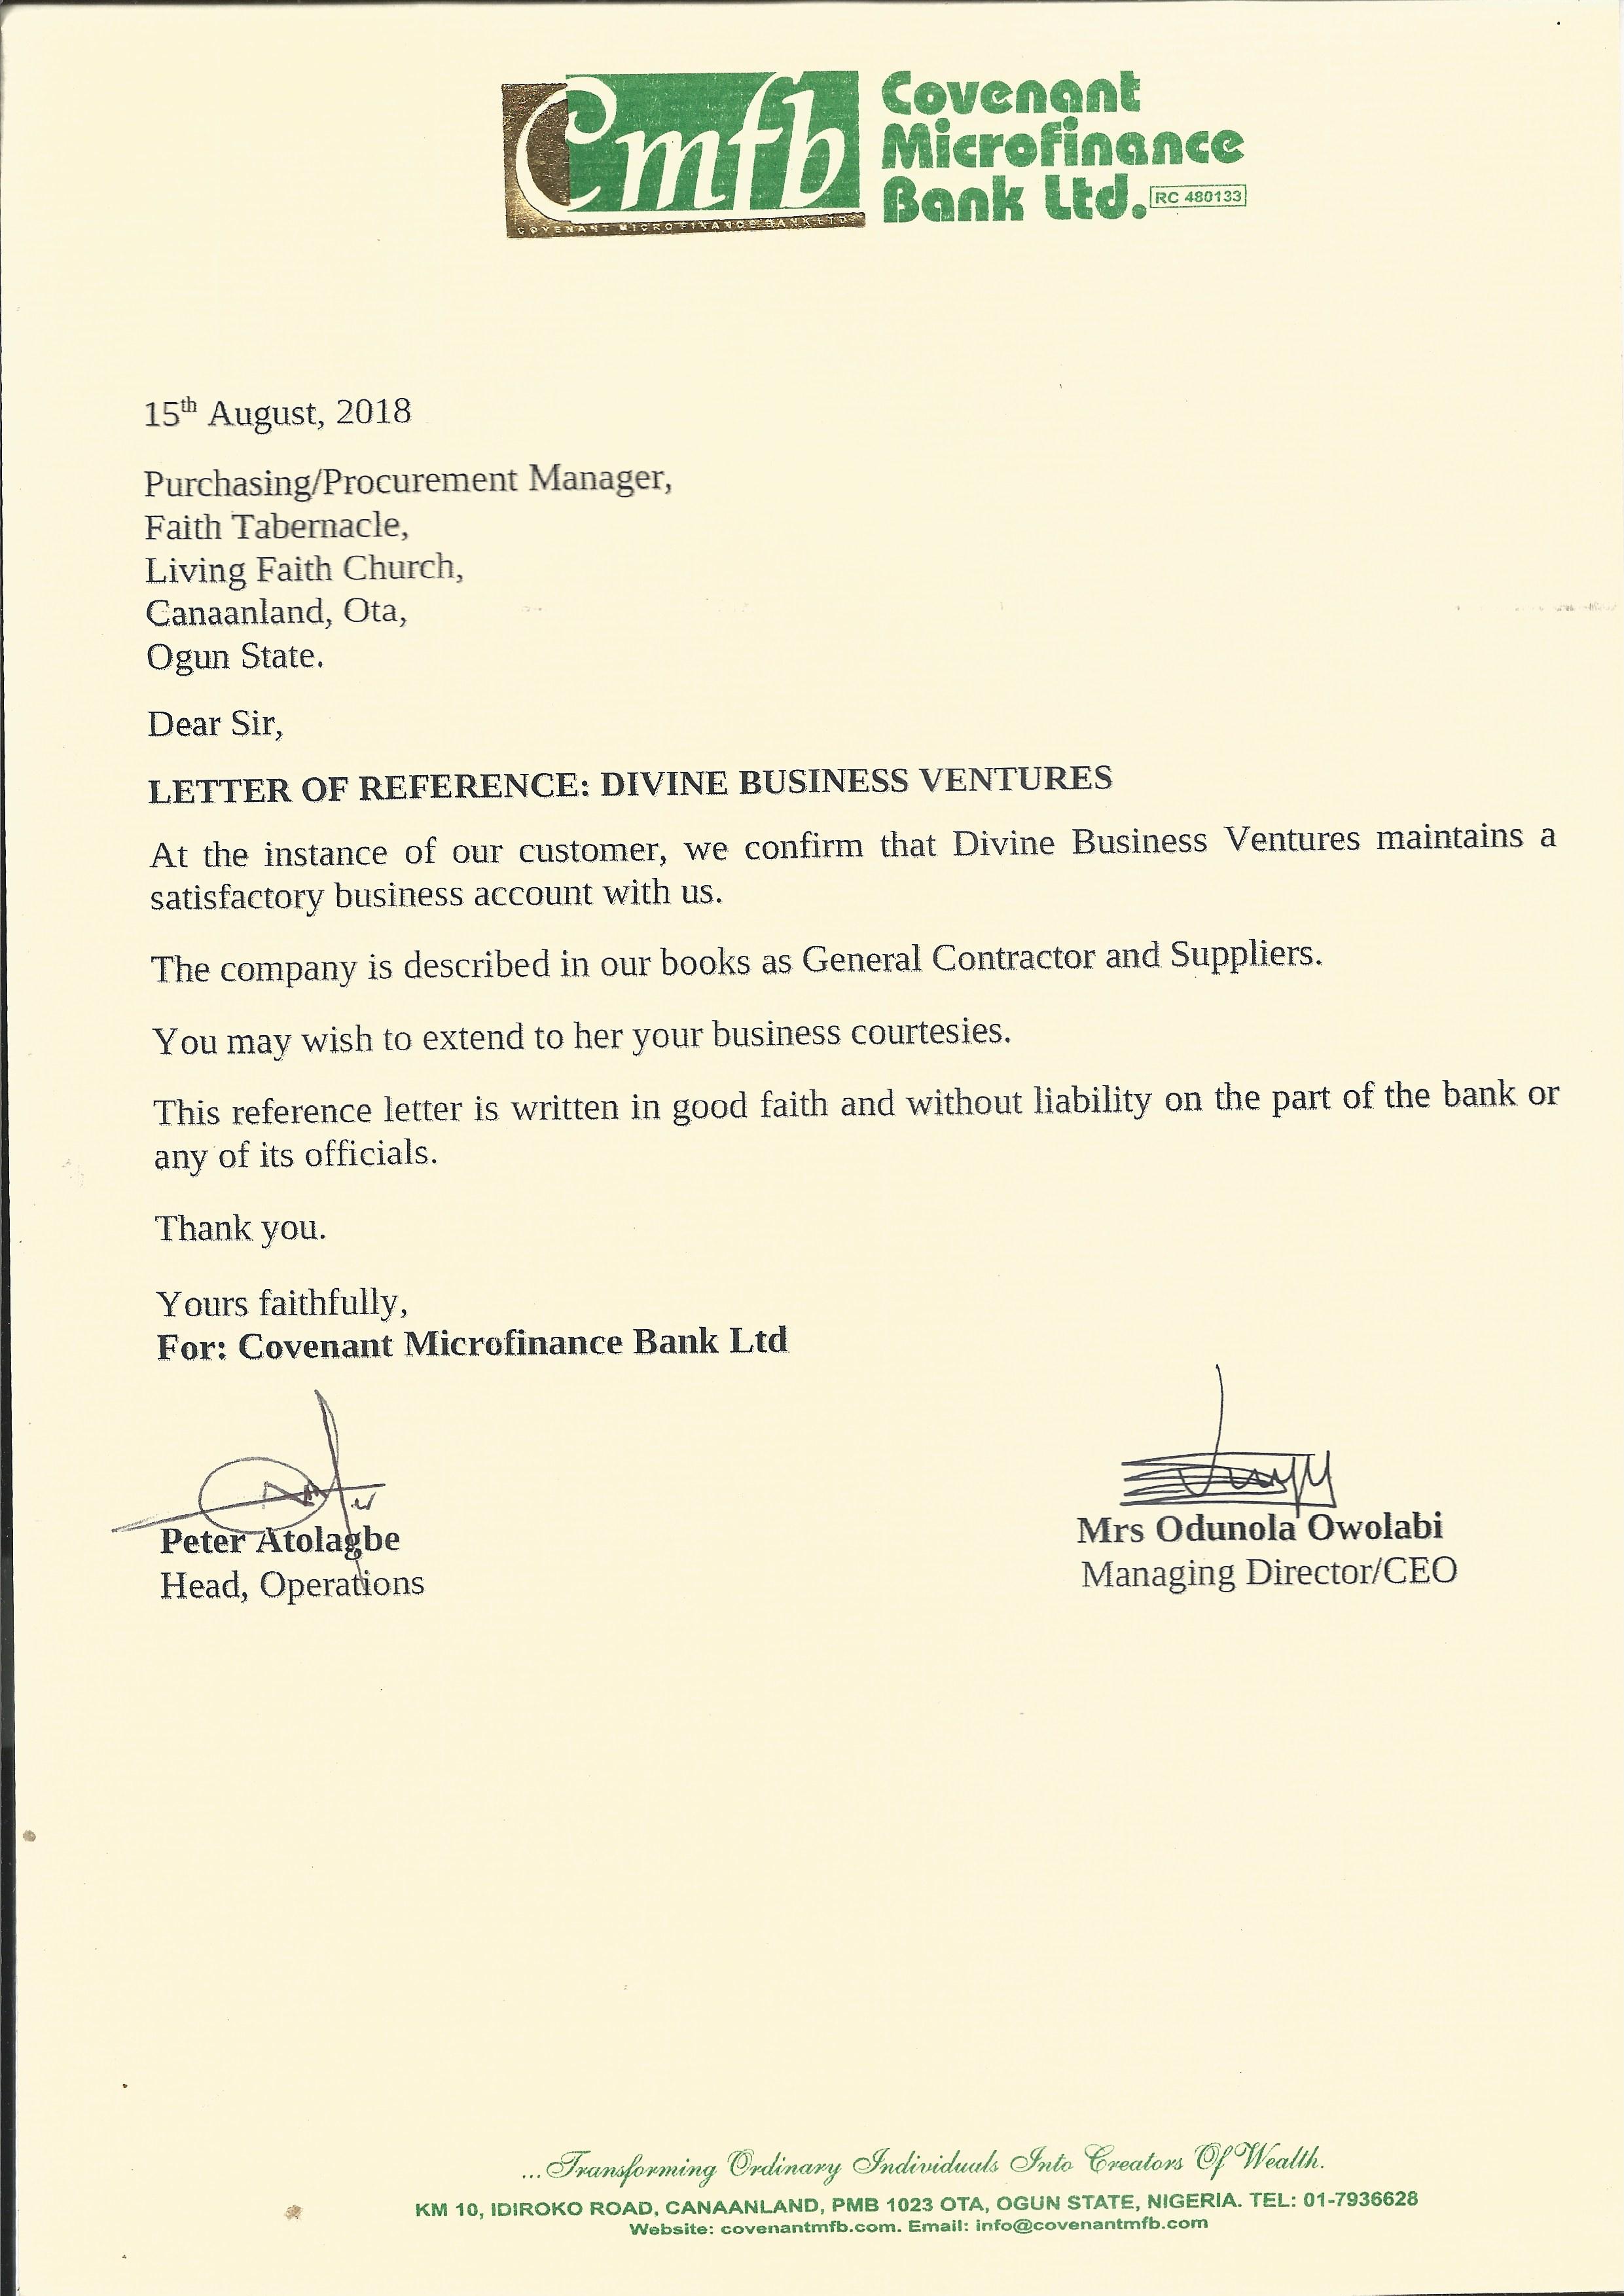 Cmfb
COVENANT MICROFINANCE BANK LTD.
Covenant
Microfinance
Bank Ltd.
RC 480133
15th August, 2018
Purchasing/Procurement Manager,
Faith Tabernacle,
Living Faith Church,
Canaanland, Ota,
Ogun State.
Dear Sir,
LETTER OF REFERENCE: DIVINE BUSINESS VENTURES
At the instance of our customer, we confirm that Divine Business Ventures maintains a
satisfactory business account with us.
The company is described in our books as General Contractor and Suppliers.
You may wish to extend to her your business courtesies.
This reference letter is written in good faith and without liability on the part of the bank or
any of its officials.
Thank you.
Yours faithfully,
For: Covenant Microfinance Bank Ltd
Peter Atolagbe
Head, Operations
Mrs Odunola Owolabi
Managing Director/CEO
...Transforming Ordinary Individuals Into Creators Of Wealth.
KM 10, IDIROKO ROAD, CANAANLAND, PMB 1023 OTA, OGUN STATE, NIGERIA. TEL: 01-7936628
Website: covenantmfb.com. Email: info@covenantmfb.com